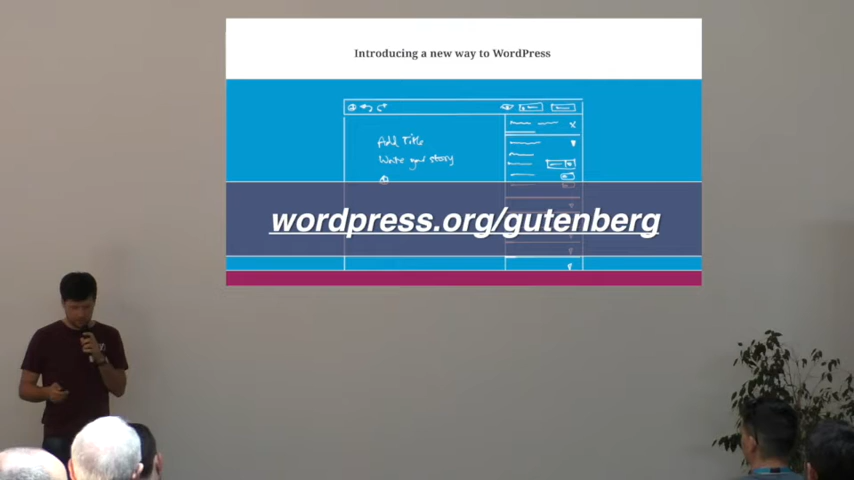 Introducing a new way to WordPress
Add Title
Write your story
wordpress.org/gutenberg